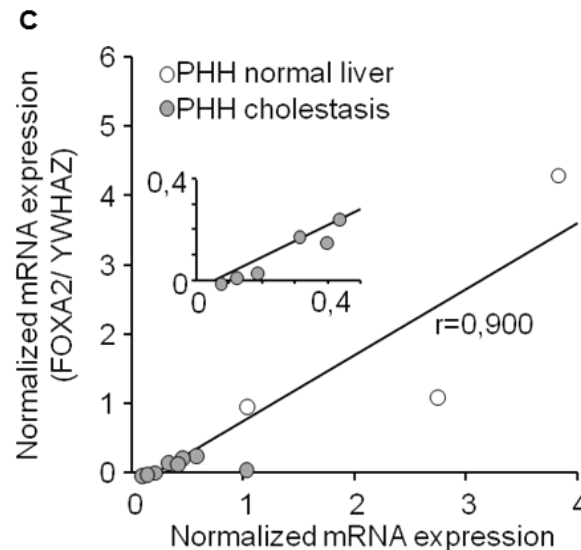 C
6
5
4
3
2
1
0
Normalized mRNA expression
(FOXA2/ YWHAZ)
PHH normal liver
PHH cholestasis
0,4
0
0
0,4
r=0,900
0
1
2
3
4
Normalized mRNA expression